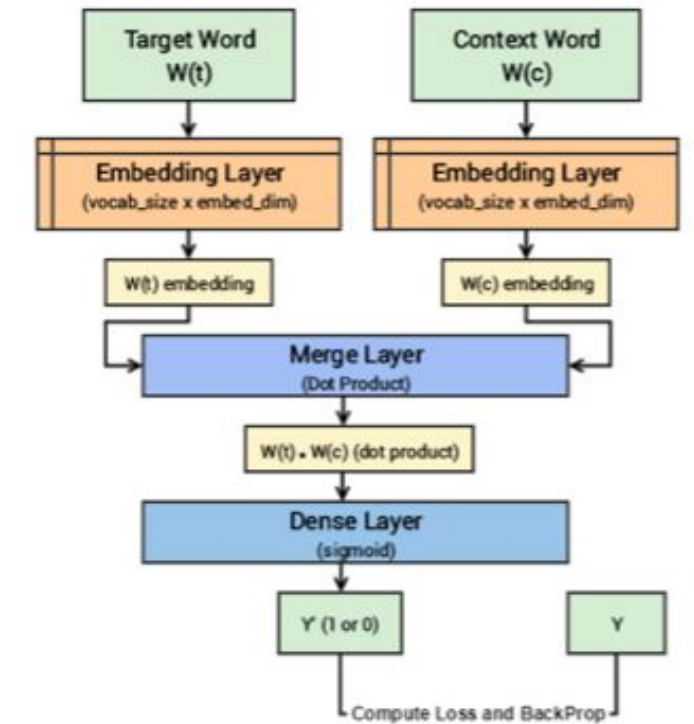 Target Word
W(t)
Context Word
W(c)
Embedding Layer
(vocab_size x embed_dim)
Embedding Layer
(vocab_size x embed_dim)
W(t) embedding
W(c) embedding
Merge Layer
(Dot Product)
W(t) . W(c) (dot product)
Dense Layer
(sigmoid)
Y' (1 or 0)
Y
Compute Loss and BackProp